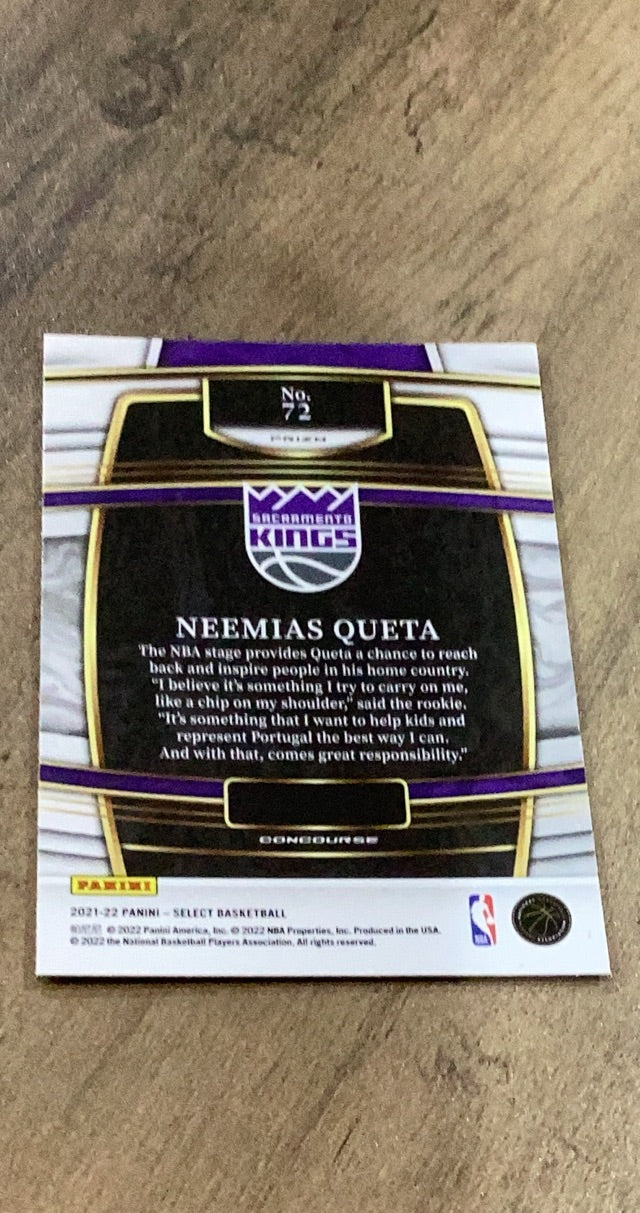 No.
72
PRIZM
SACRAMENTO
KINGS
NEEMIAS QUETA
The NBA stage provides Queta a chance to reach
back and inspire people in his home country.
“I believe it’s something I try to carry on me,
like a chip on my shoulder,” said the rookie.
“It’s something that I want to help kids and
represent Portugal the best way I can.
And with that, comes great responsibility.”
CONCOURSE
PANINI
2021-22 PANINI – SELECT BASKETBALL
© 2022 Panini America, Inc. © 2022 NBA Properties, Inc. Produced in the USA.
© 2022 the National Basketball Players Association. All rights reserved.
NBA